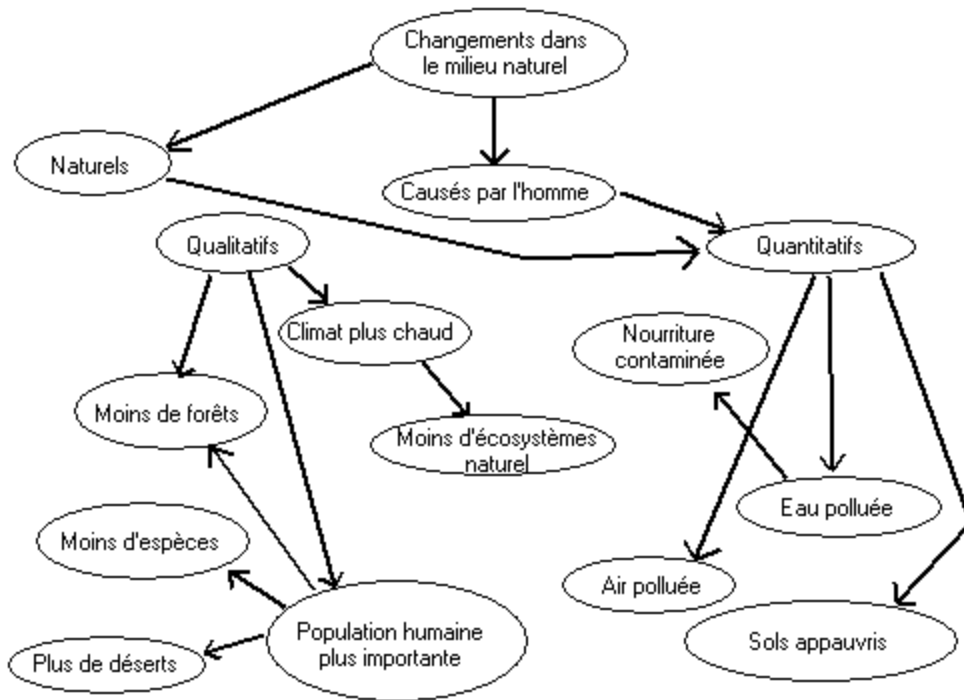 Changements dans
le milieu naturel
Naturels
Causés par l'homme
Qualitatifs
Quantitatifs
Climat plus chaud
Nourriture
contaminée
Moins de forêts
Moins d'écosystèmes
naturel
Eau polluée
Moins d'espèces
Air polluée
Population humaine
plus importante
Sols appauvris
Plus de déserts